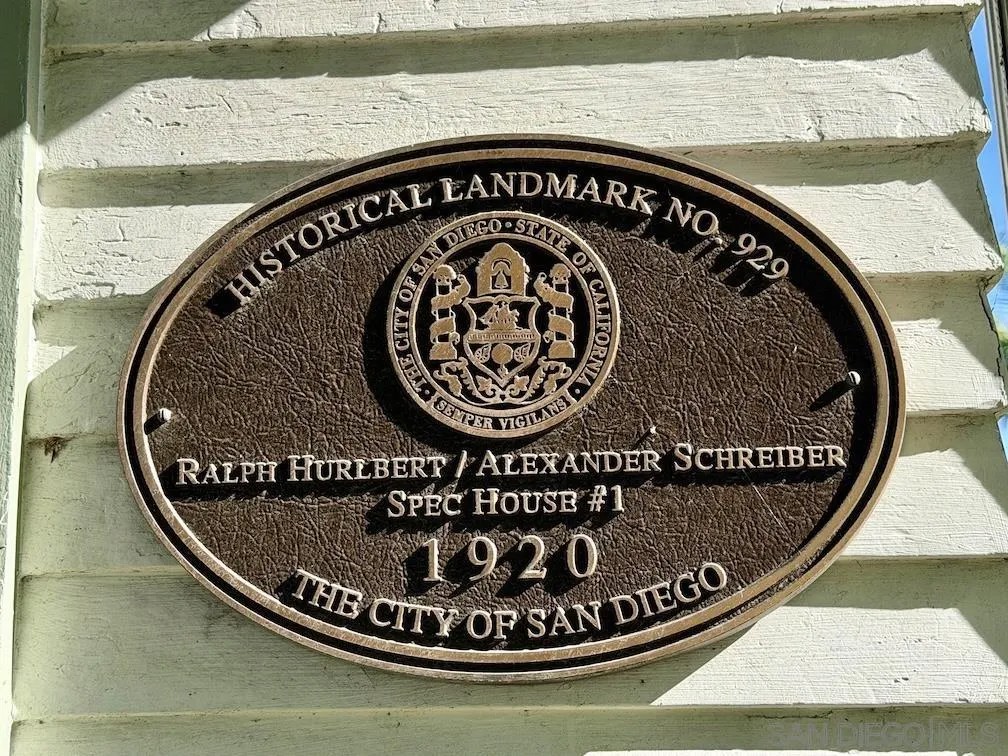 HISTORICAL LANDMARK NO. 929
THE CITY OF SAN DIEGO • STATE OF CALIFORNIA
SEMPER VIGILANS
RALPH HURLBERT / ALEXANDER SCHREIBER
SPEC HOUSE #1
1920
THE CITY OF SAN DIEGO
SAN DIEGO MLS